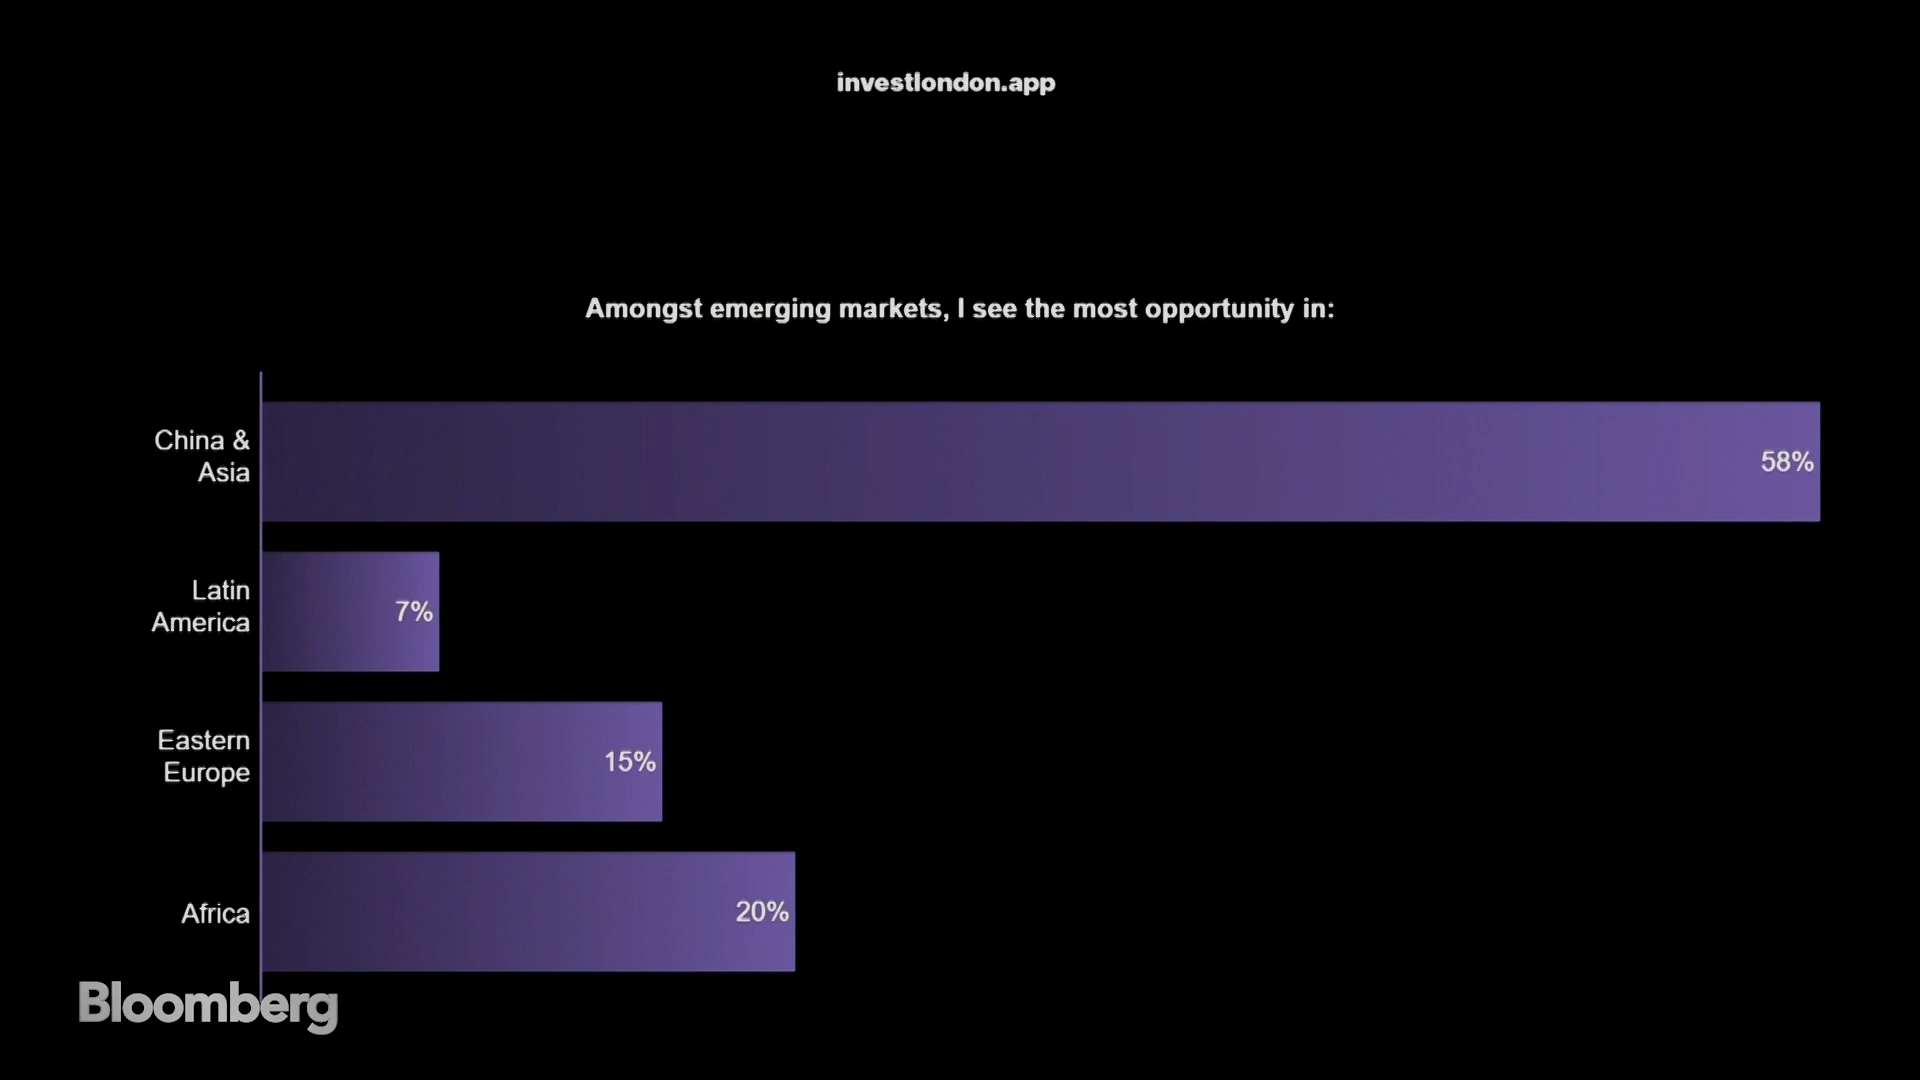 investlondon.app
Amongst emerging markets, I see the most opportunity in:
China &
Asia
58%
Latin
America
7%
Eastern
Europe
15%
Africa
20%
Bloomberg